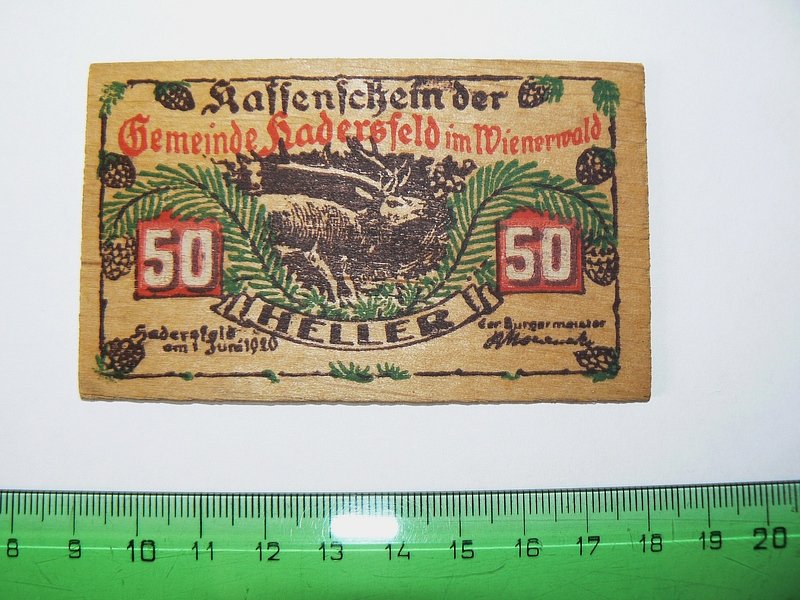 Kassenschein der
Gemeinde Hadersfeld im Wienerwald
50 50
HELLER
Hadersfeld der Bürgermeister
am 1 Juni 1920
8 9 10 11 12 13 14 15 16 17 18 19 20